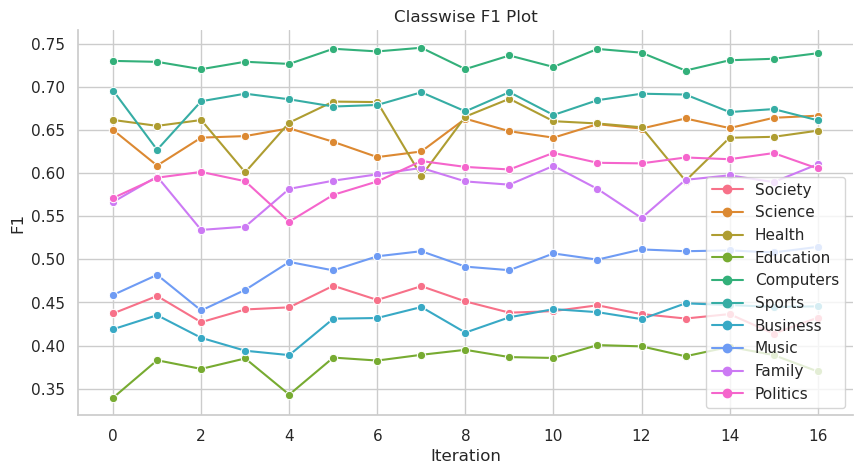 Classwise F1 Plot
F1
0.75
0.70
0.65
0.60
0.55
0.50
0.45
0.40
0.35
0 2 4 6 8 10 12 14 16
Iteration
Society
Science
Health
Education
Computers
Sports
Business
Music
Family
Politics